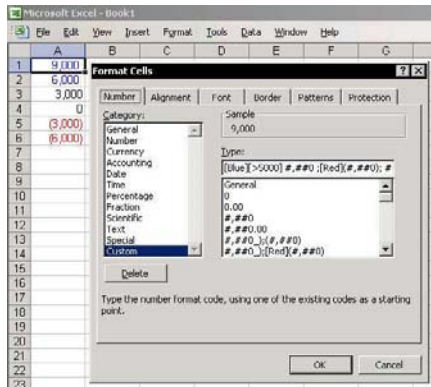 Microsoft Excel - Book1
File Edit View Insert Format Tools Data Window Help
A B C D E F G
1 9,000
2 6,000
3 3,000
4 0
5 (3,000)
6 (6,000)
7
8
9
10
11
12
13
14
15
16
17
18
19
20
21
22
23
Format Cells
Number Alignment Font Border Patterns Protection
Category:
General
Number
Currency
Accounting
Date
Time
Percentage
Fraction
Scientific
Text
Special
Custom
Sample
9,000
Type:
[Blue][>5000] #,##0 ;[Red](#,##0); #
General
0
0.00
#,##0
#,##0.00
#,##0_);(#,##0)
#,##0_);[Red](#,##0)
Delete
Type the number format code, using one of the existing codes as a starting
point.
OK Cancel